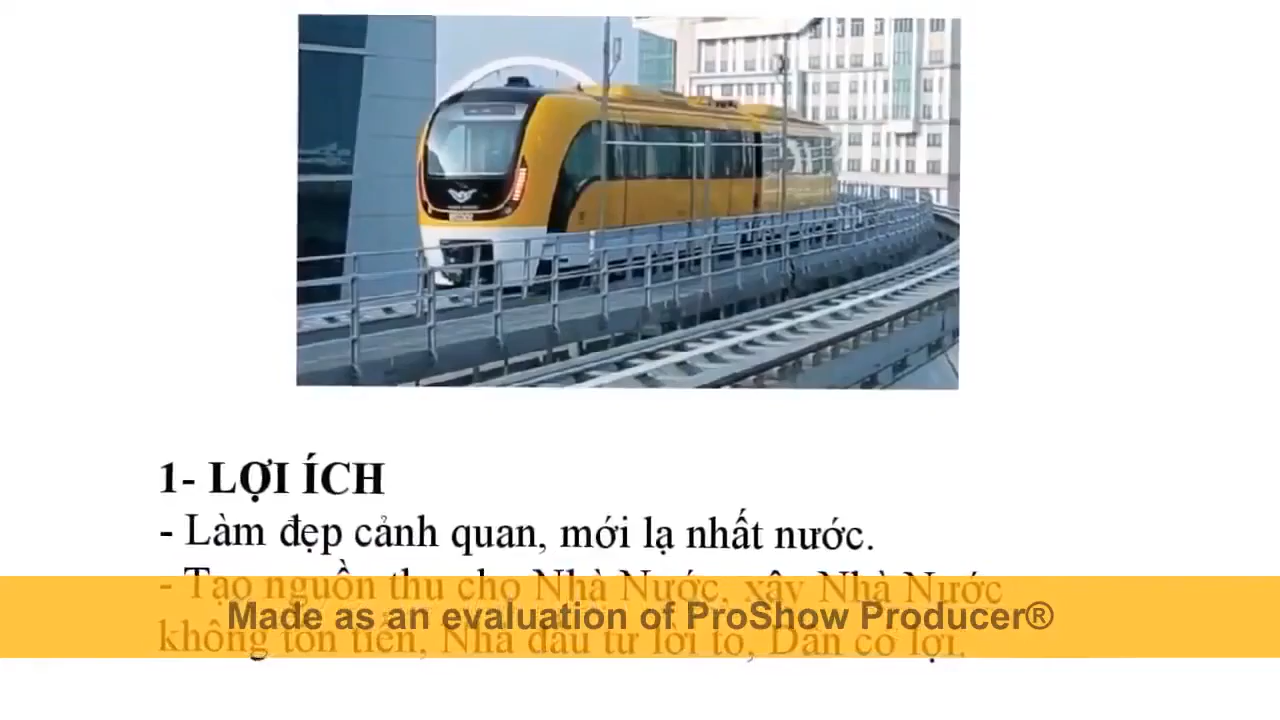 1- LỢI ÍCH
- Làm đẹp cảnh quan, mới lạ nhất nước.
- Tạo nguồn thu cho Nhà Nước, xây Nhà Nước
Made as an evaluation of ProShow Producer®
không tốn tiền, Nhà đầu tư lời to, Dân có lợi.